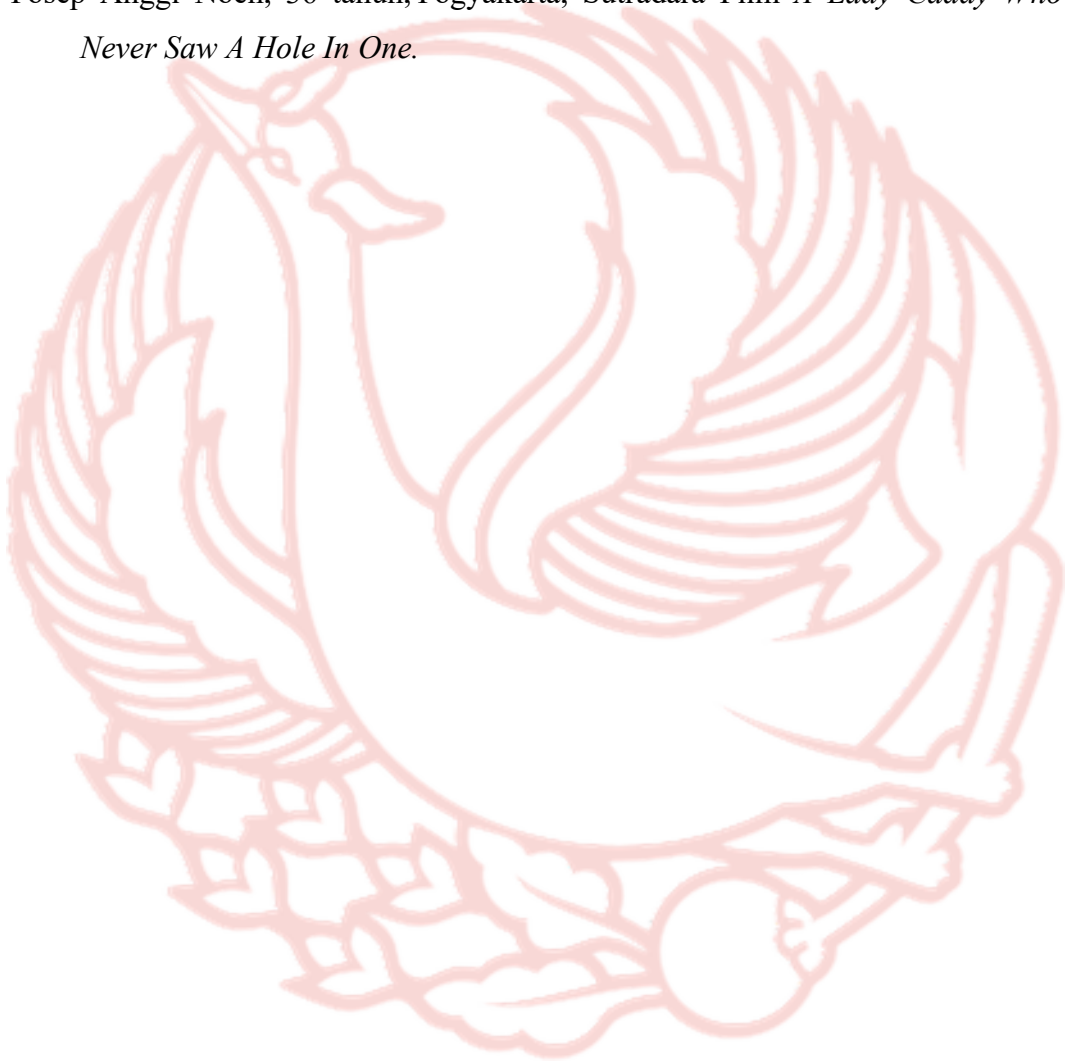 Yosep Anggi Noen, 30 tahun,Yogyakarta, Sutradara Film A Lady Caddy Who
Never Saw A Hole In One.